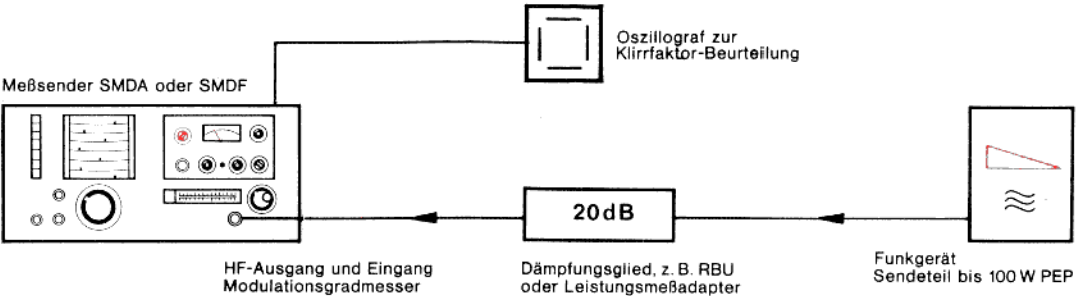 Oszillograf zur
Klirrfaktor-Beurteilung
Meßsender SMDA oder SMDF
20dB
HF-Ausgang und Eingang
Modulationsgradmesser
Dämpfungsglied, z. B. RBU
oder Leistungsmeßadapter
Funkgerät
Sendeteil bis 100 W PEP